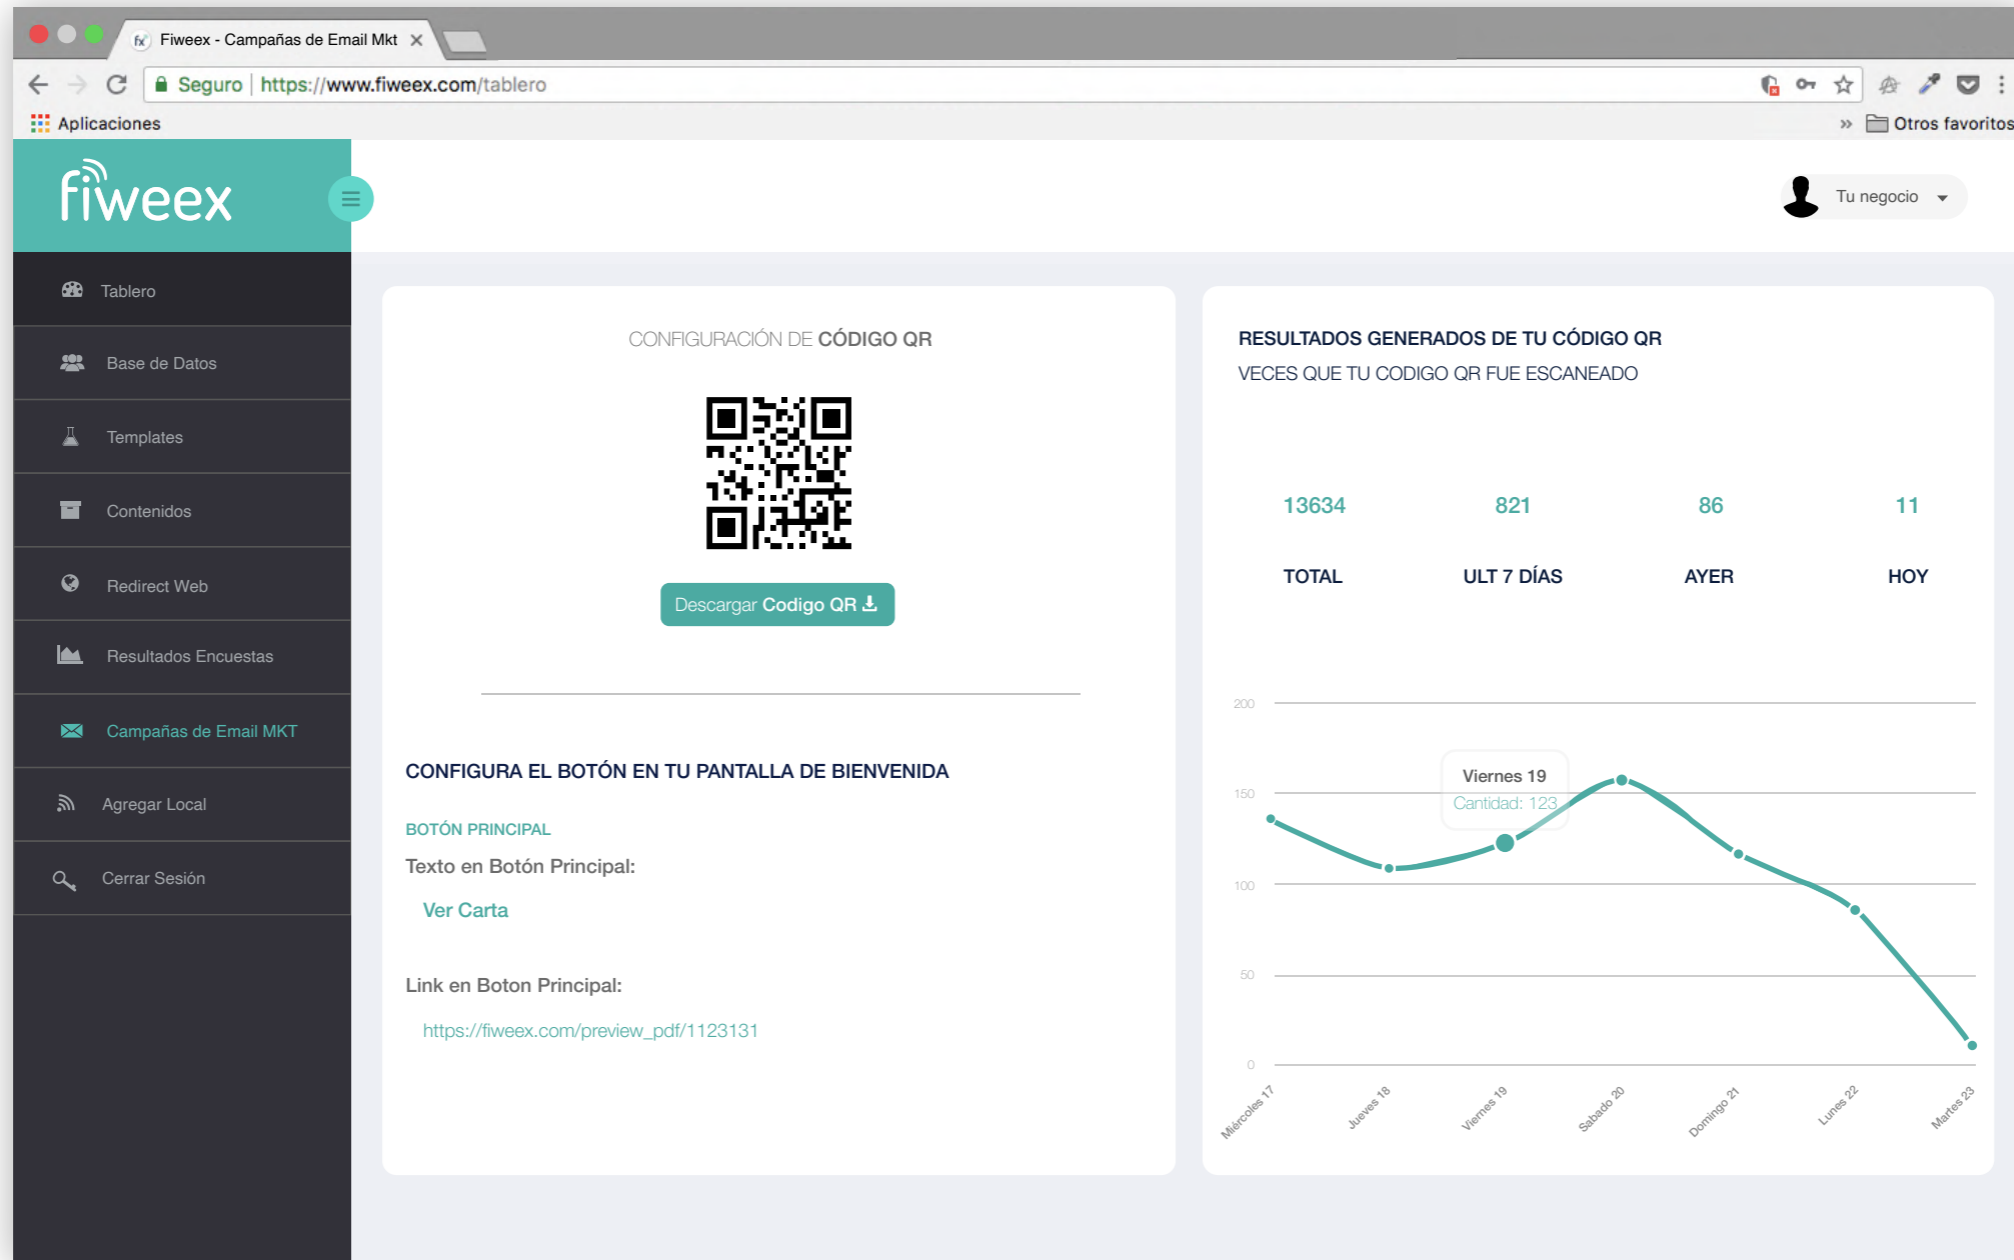 fx Fiweex - Campañas de Email Mkt
Seguro https://www.fiweex.com/tablero
Aplicaciones
» Otros favoritos
fiweex
Tu negocio
Tablero
Base de Datos
Templates
Contenidos
Redirect Web
Resultados Encuestas
Campañas de Email MKT
Agregar Local
Cerrar Sesión
CONFIGURACIÓN DE CÓDIGO QR
Descargar Codigo QR
CONFIGURA EL BOTÓN EN TU PANTALLA DE BIENVENIDA
BOTÓN PRINCIPAL
Texto en Botón Principal:
Ver Carta
Link en Boton Principal:
https://fiweex.com/preview_pdf/1123131
RESULTADOS GENERADOS DE TU CÓDIGO QR
VECES QUE TU CODIGO QR FUE ESCANEADO
13634 821 86 11
TOTAL ULT 7 DÍAS AYER HOY
200
150
100
50
0
Viernes 19
Cantidad: 123
Miércoles 17 Jueves 18 Viernes 19 Sabado 20 Domingo 21 Lunes 22 Martes 23